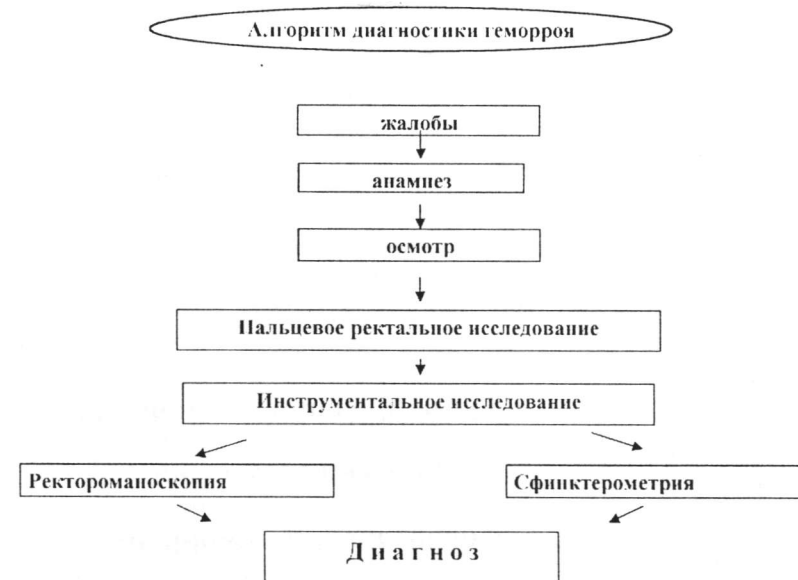 Алгоритм диагностики геморроя
жалобы
анамнез
осмотр
Пальцевое ректальное исследование
Инструментальное исследование
Ректороманоскопия
Сфинктерометрия
Диагноз